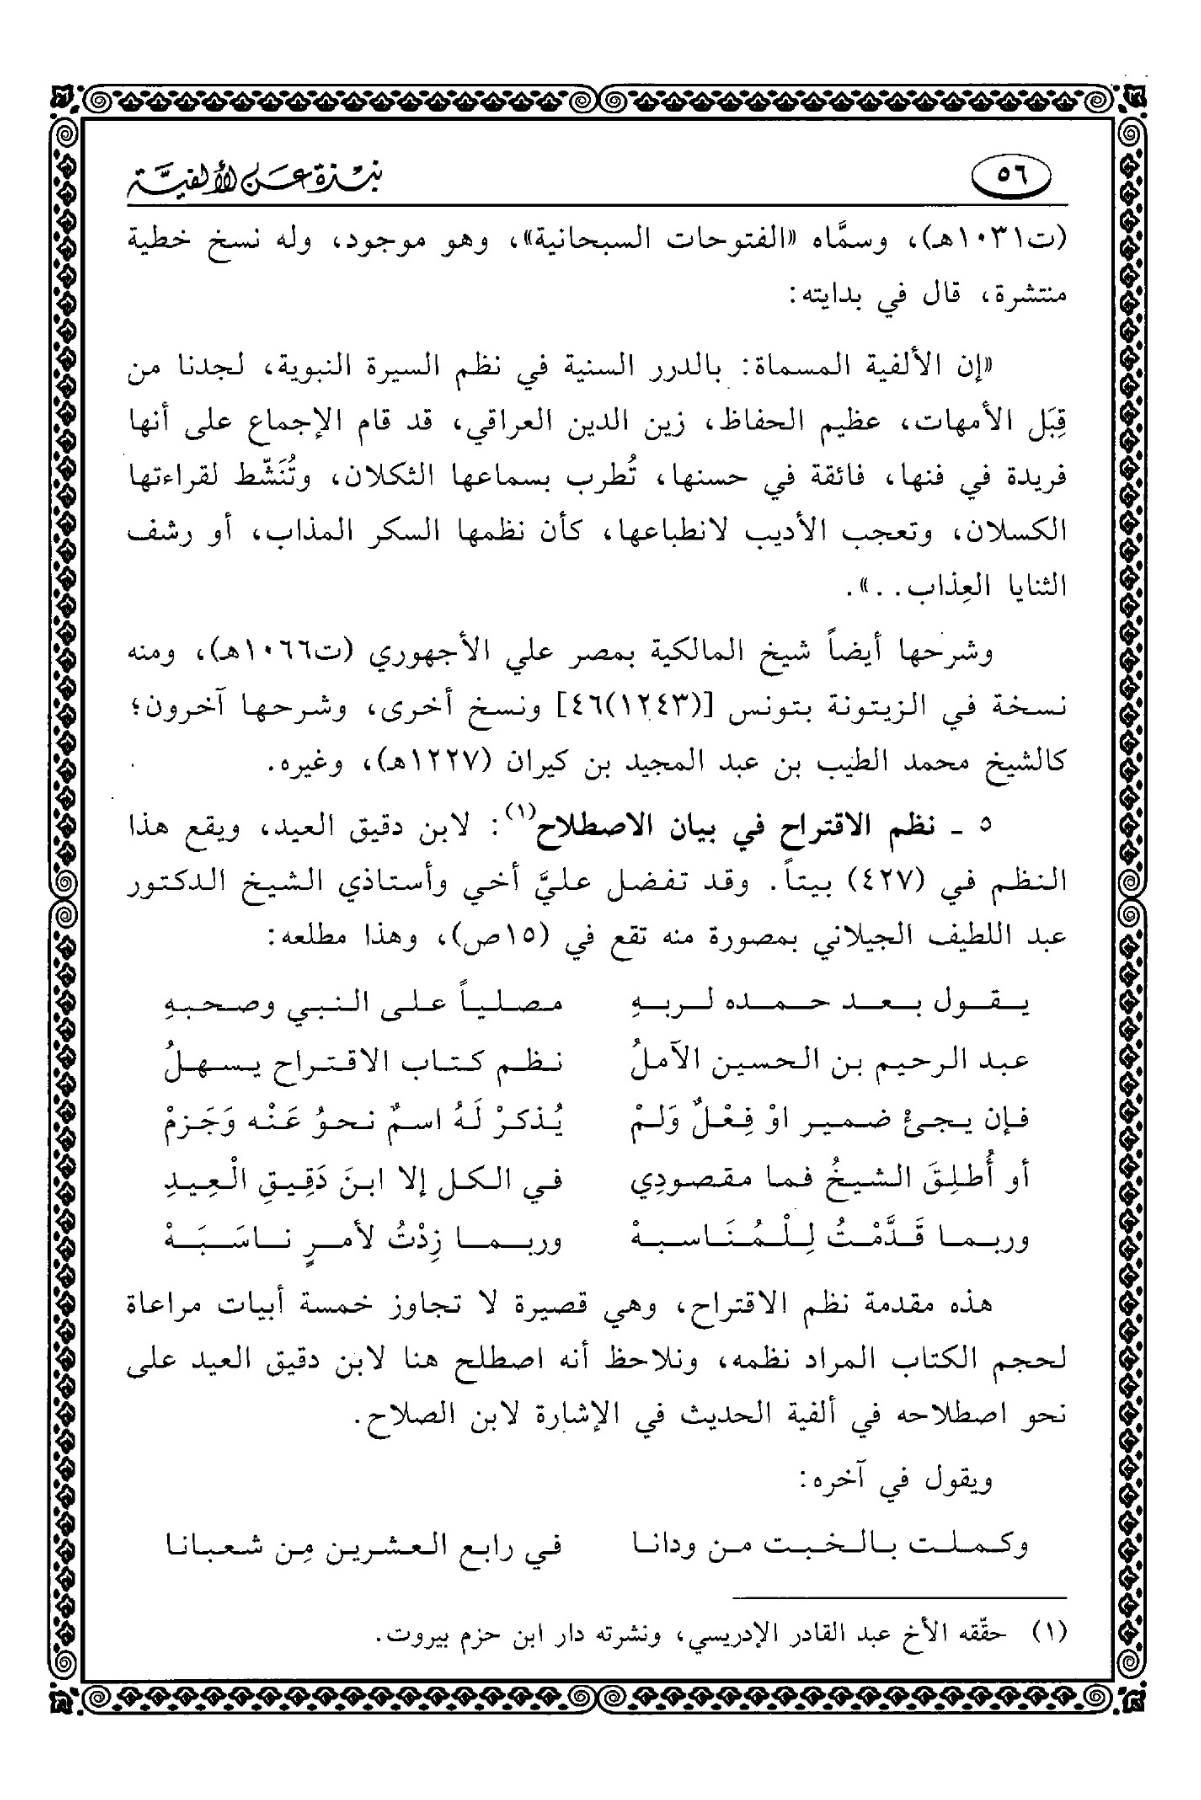 ٥٦
نبذة عن الألفية
(ت١٠٣١هـ)، وسمَّاه «الفتوحات السبحانية»، وهو موجود، وله نسخ خطية
منتشرة، قال في بدايته:
«إن الألفية المسماة: بالدرر السنية في نظم السيرة النبوية، لجدنا من
قِبَل الأمهات، عظيم الحفاظ، زين الدين العراقي، قد قام الإجماع على أنها
فريدة في فنها، فائقة في حسنها، تُطرب بسماعها الثكلان، وتُنَشّط لقراءتها
الكسلان، وتعجب الأديب لانطباعها، كأن نظمها السكر المذاب، أو رشف
الثنايا العِذاب..».
وشرحها أيضاً شيخ المالكية بمصر علي الأجهوري (ت١٠٦٦هـ)، ومنه
نسخة في الزيتونة بتونس [(١٢٤٣)٤٦] ونسخ أخرى، وشرحها آخرون؛
كالشيخ محمد الطيب بن عبد المجيد بن كيران (١٢٢٧هـ)، وغيره.
٥ ـ نظم الاقتراح في بيان الاصطلاح(١): لابن دقيق العيد، ويقع هذا
النظم في (٤٢٧) بيتاً. وقد تفضل عليَّ أخي وأستاذي الشيخ الدكتور
عبد اللطيف الجيلاني بمصورة منه تقع في (١٥ص)، وهذا مطلعه:
يقول بعد حمده لربهِ مصلياً على النبي وصحبهِ
عبد الرحيم بن الحسين الآملُ نظم كتاب الاقتراح يسهلُ
فإن يجئْ ضمير اوْ فِعْلٌ وَلمْ يُذكرْ لَهُ اسمٌ نحوُ عَنْه وَجَزمْ
أو أُطلِقَ الشيخُ فما مقصودِي في الكل إلا ابنَ دَقِيقِ الْعِيدِ
وربما قَدَّمْتُ لِلْمُنَاسبهْ وربما زِدْتُ لأمرٍ ناسَبَهْ
هذه مقدمة نظم الاقتراح، وهي قصيرة لا تجاوز خمسة أبيات مراعاة
لحجم الكتاب المراد نظمه، ونلاحظ أنه اصطلح هنا لابن دقيق العيد على
نحو اصطلاحه في ألفية الحديث في الإشارة لابن الصلاح.
ويقول في آخره:
وكملت بالخبت من ودانا في رابع العشرين مِن شعبانا
(١) حقّقه الأخ عبد القادر الإدريسي، ونشرته دار ابن حزم بيروت.